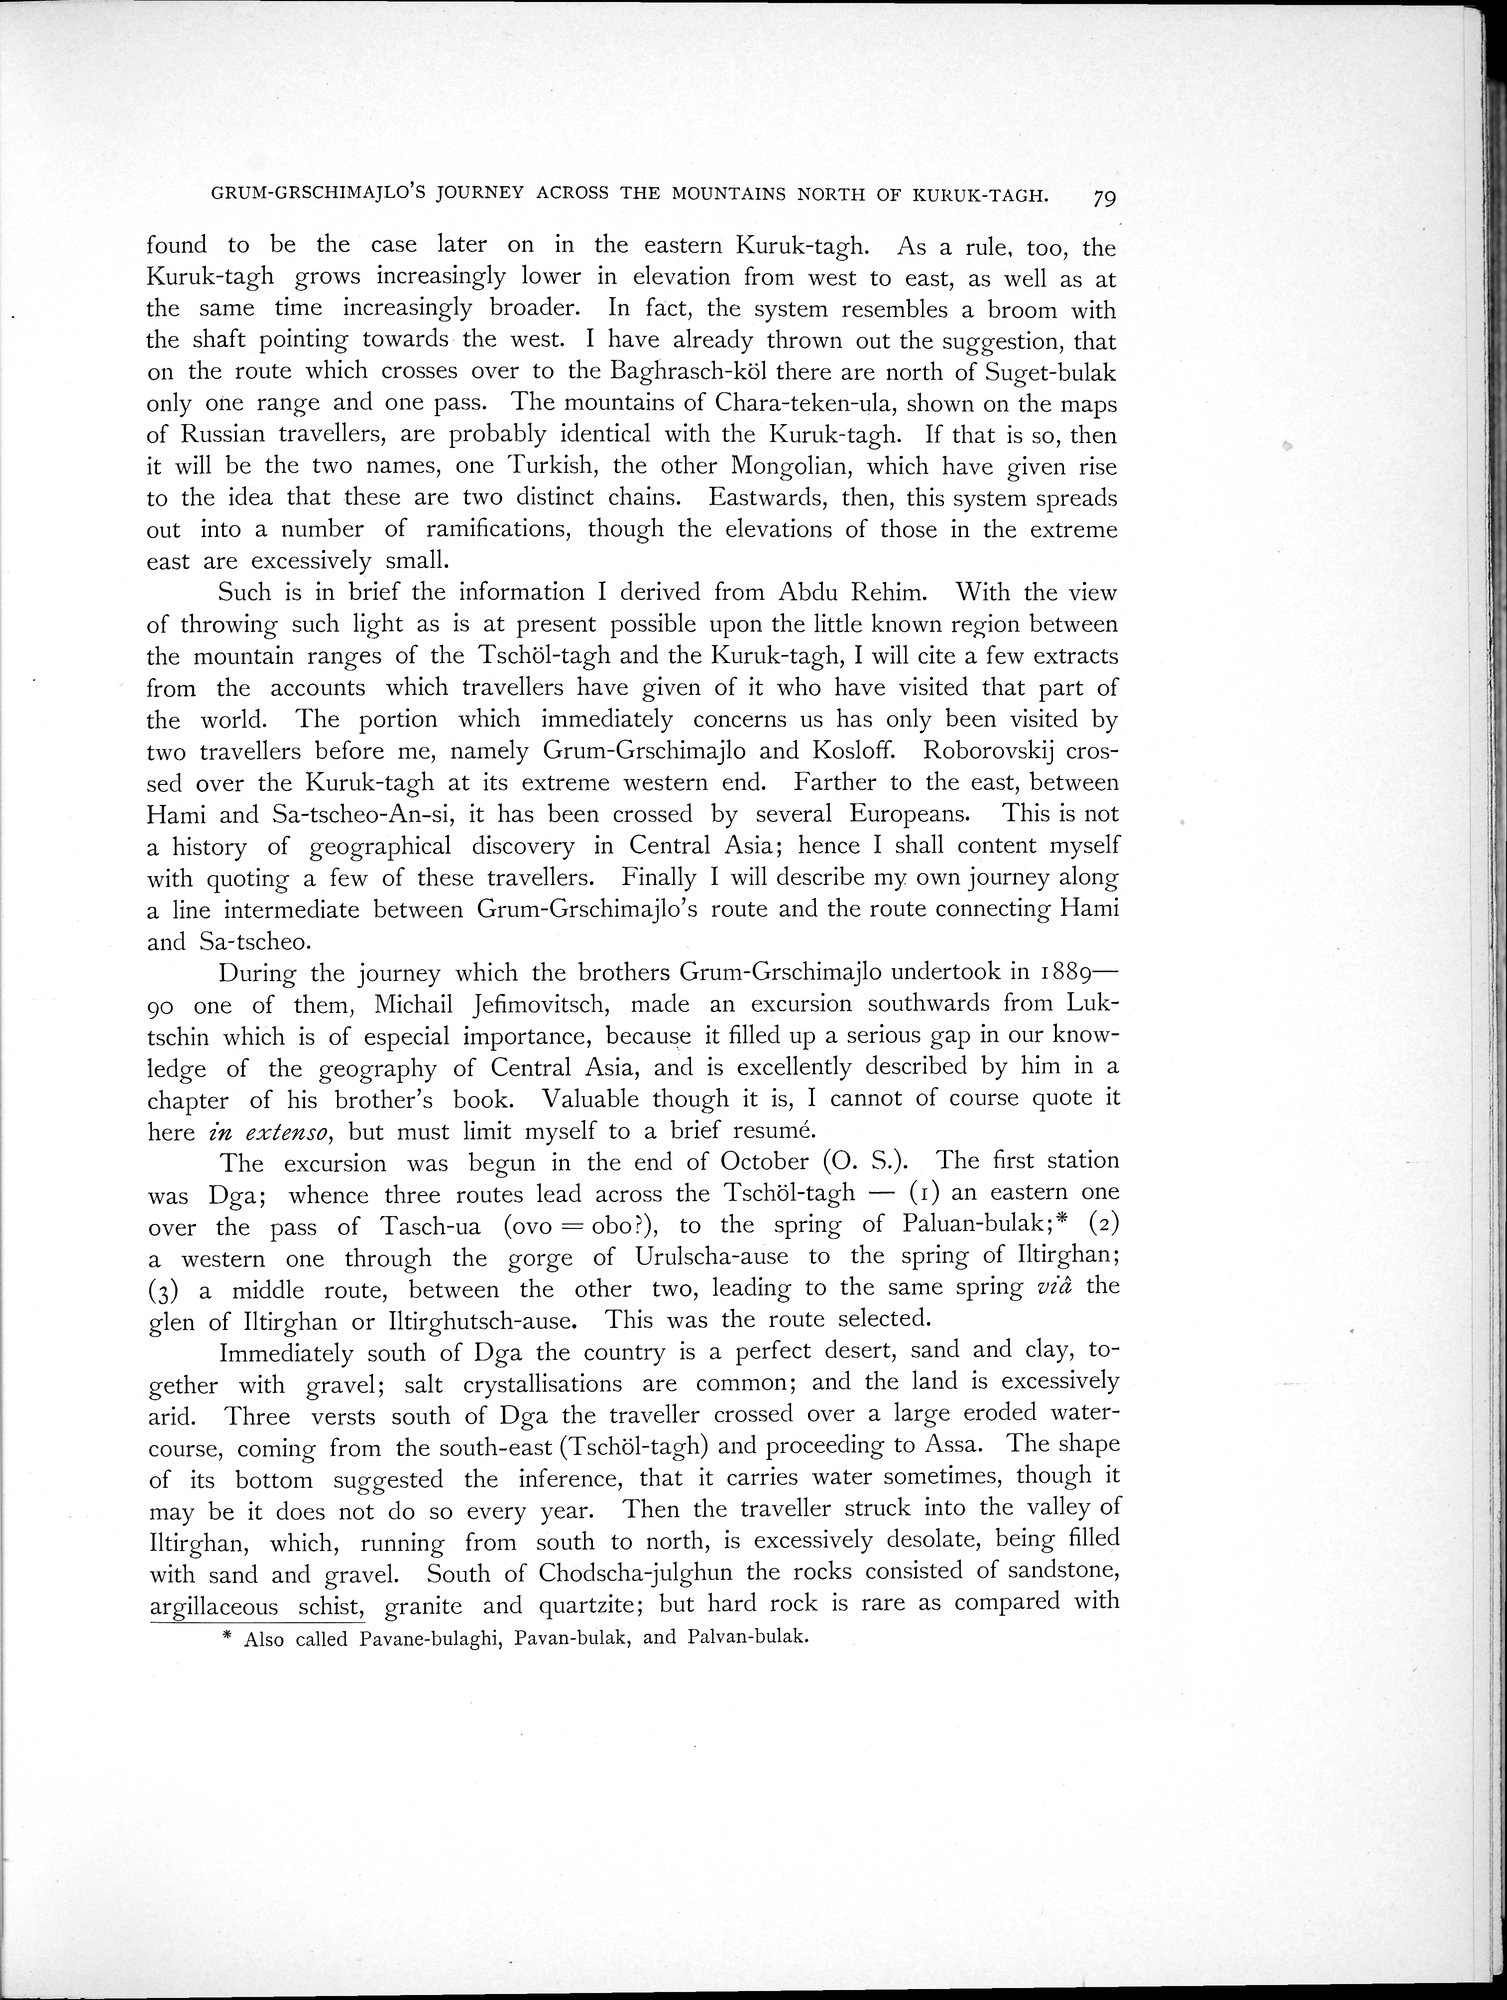 GRUM-GRSCHIMAJLO'S JOURNEY ACROSS THE MOUNTAINS NORTH OF KURUK-TAGH. 79
found to be the case later on in the eastern Kuruk-tagh. As a rule, too, the
Kuruk-tagh grows increasingly lower in elevation from west to east, as well as at
the same time increasingly broader. In fact, the system resembles a broom with
the shaft pointing towards the west. I have already thrown out the suggestion, that
on the route which crosses over to the Baghrasch-köl there are north of Suget-bulak
only one range and one pass. The mountains of Chara-teken-ula, shown on the maps
of Russian travellers, are probably identical with the Kuruk-tagh. If that is so, then
it will be the two names, one Turkish, the other Mongolian, which have given rise
to the idea that these are two distinct chains. Eastwards, then, this system spreads
out into a number of ramifications, though the elevations of those in the extreme
east are excessively small.
Such is in brief the information I derived from Abdu Rehim. With the view
of throwing such light as is at present possible upon the little known region between
the mountain ranges of the Tschöl-tagh and the Kuruk-tagh, I will cite a few extracts
from the accounts which travellers have given of it who have visited that part of
the world. The portion which immediately concerns us has only been visited by
two travellers before me, namely Grum-Grschimajlo and Kosloff. Roborovskij cros-
sed over the Kuruk-tagh at its extreme western end. Farther to the east, between
Hami and Sa-tscheo-An-si, it has been crossed by several Europeans. This is not
a history of geographical discovery in Central Asia; hence I shall content myself
with quoting a few of these travellers. Finally I will describe my own journey along
a line intermediate between Grum-Grschimajlo's route and the route connecting Hami
and Sa-tscheo.
During the journey which the brothers Grum-Grschimajlo undertook in 1889—
90 one of them, Michail Jefimovitsch, made an excursion southwards from Luk-
tschin which is of especial importance, because it filled up a serious gap in our know-
ledge of the geography of Central Asia, and is excellently described by him in a
chapter of his brother's book. Valuable though it is, I cannot of course quote it
here in extenso, but must limit myself to a brief resumé.
The excursion was begun in the end of October (O. S.). The first station
was Dga; whence three routes lead across the Tschöl-tagh — (1) an eastern one
over the pass of Tasch-ua (ovo = obo?), to the spring of Paluan-bulak;* (2)
a western one through the gorge of Urulscha-ause to the spring of Iltirghan;
(3) a middle route, between the other two, leading to the same spring viâ the
glen of Iltirghan or Iltirghutsch-ause. This was the route selected.
Immediately south of Dga the country is a perfect desert, sand and clay, to-
gether with gravel; salt crystallisations are common; and the land is excessively
arid. Three versts south of Dga the traveller crossed over a large eroded water-
course, coming from the south-east (Tschöl-tagh) and proceeding to Assa. The shape
of its bottom suggested the inference, that it carries water sometimes, though it
may be it does not do so every year. Then the traveller struck into the valley of
Iltirghan, which, running from south to north, is excessively desolate, being filled
with sand and gravel. South of Chodscha-julghun the rocks consisted of sandstone,
argillaceous schist, granite and quartzite; but hard rock is rare as compared with
* Also called Pavane-bulaghi, Pavan-bulak, and Palvan-bulak.